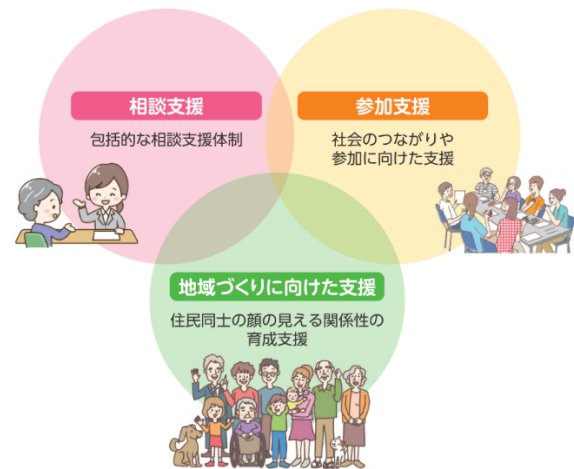 相談支援
包括的な相談支援体制
参加支援
社会のつながりや
参加に向けた支援
地域づくりに向けた支援
住民同士の顔の見える関係性の
育成支援